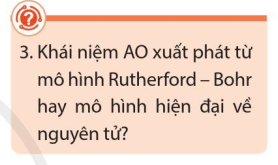 3. Khái niệm AO xuất phát từ
mô hình Rutherford – Bohr
hay mô hình hiện đại về
nguyên tử?